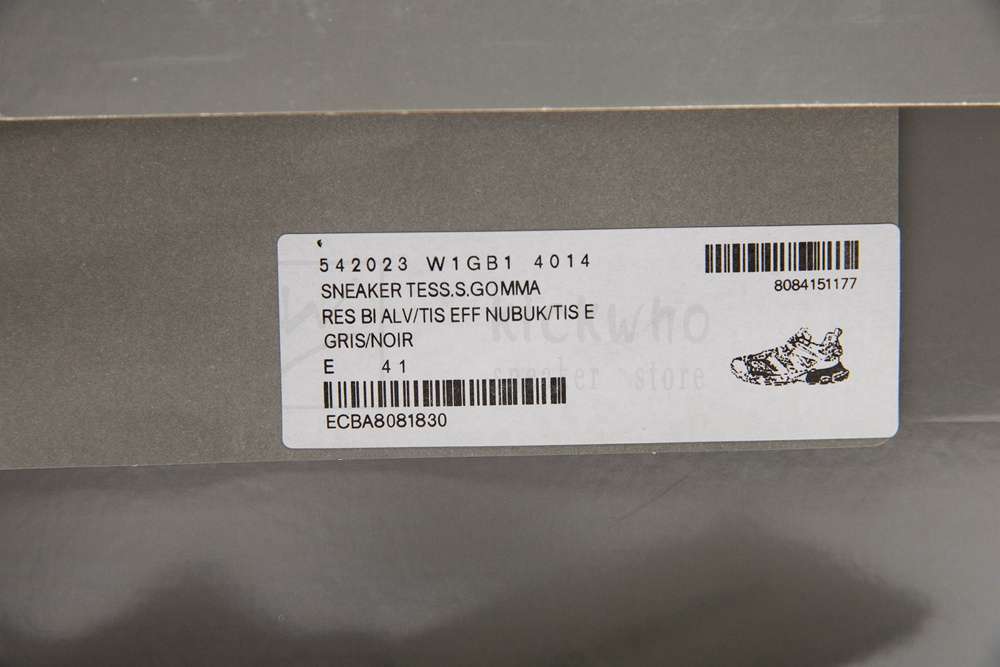 542023 W1GB1 4014
SNEAKER TESS.S.GOMMA
RES BI ALV/TIS EFF NUBUK/TIS E
GRIS/NOIR
E 41
ECBA8081830
8084151177
kickwho
sneaker store